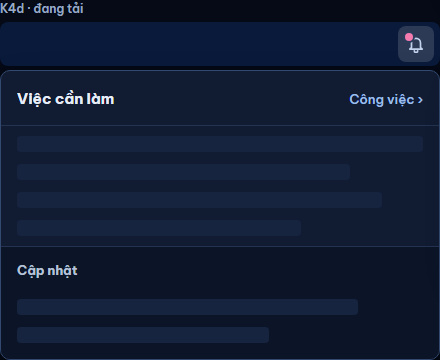 K4d · đang tải
Việc cần làm
Công việc ›
Cập nhật